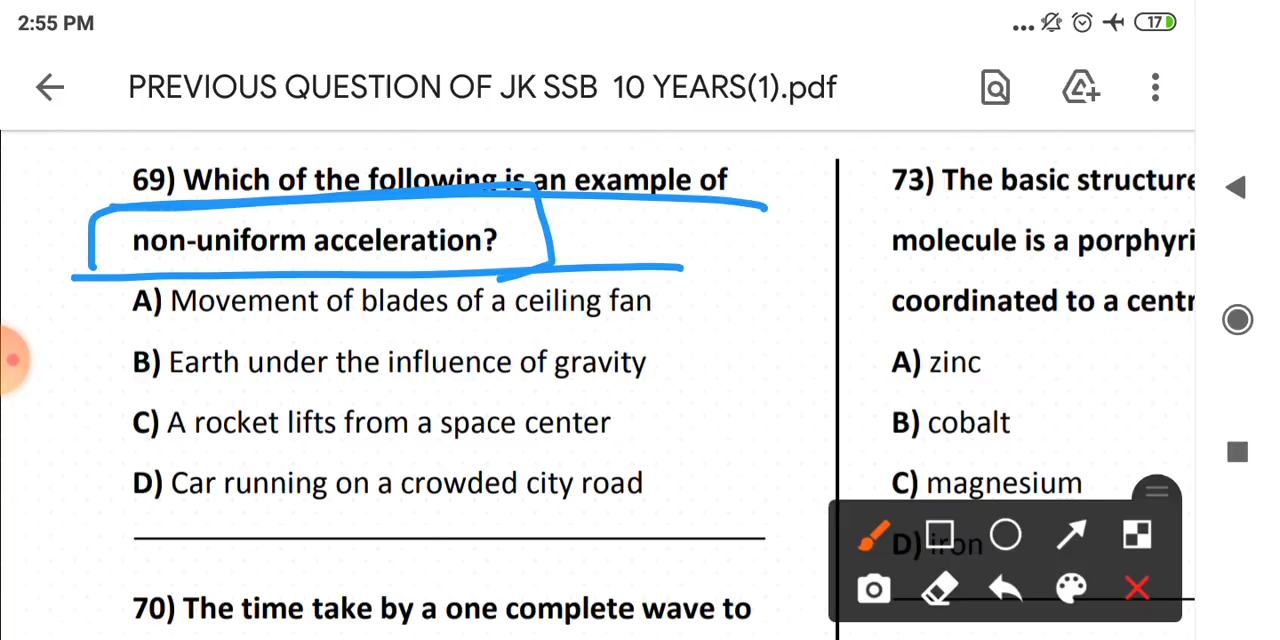 2:55 PM
17
PREVIOUS QUESTION OF JK SSB 10 YEARS(1).pdf
69) Which of the following is an example of
non-uniform acceleration?
A) Movement of blades of a ceiling fan
B) Earth under the influence of gravity
C) A rocket lifts from a space center
D) Car running on a crowded city road
70) The time take by a one complete wave to
73) The basic structure
molecule is a porphyri
coordinated to a centr
A) zinc
B) cobalt
C) magnesium
D) iron